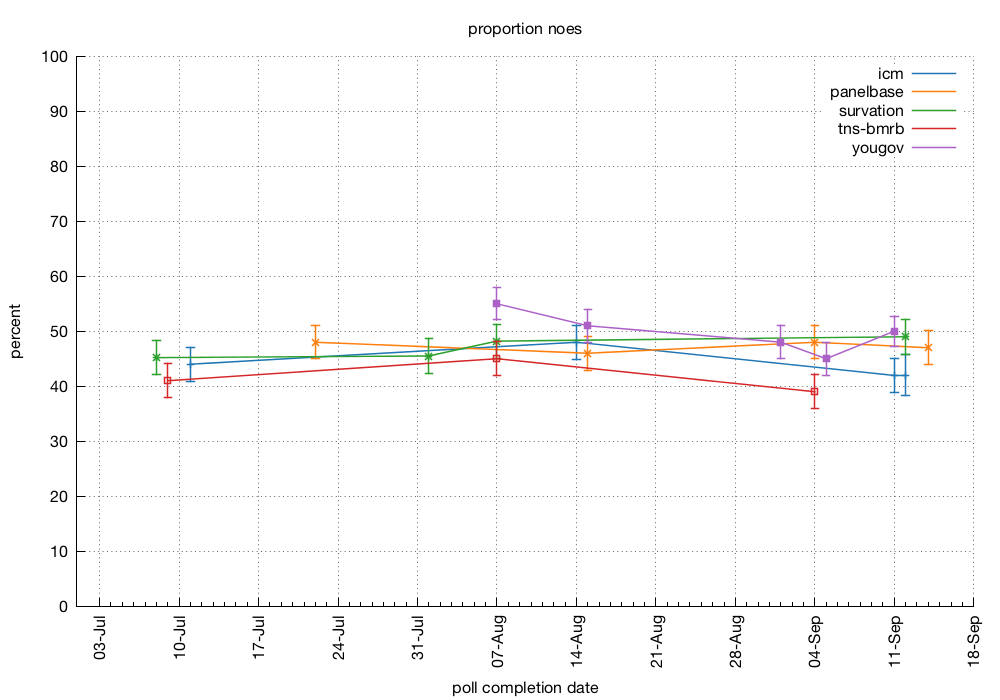 proportion noes
icm
panelbase
survation
tns-bmrb
yougov
percent
100
90
80
70
60
50
40
30
20
10
0
03-Jul
10-Jul
17-Jul
24-Jul
31-Jul
07-Aug
14-Aug
21-Aug
28-Aug
04-Sep
11-Sep
18-Sep
poll completion date